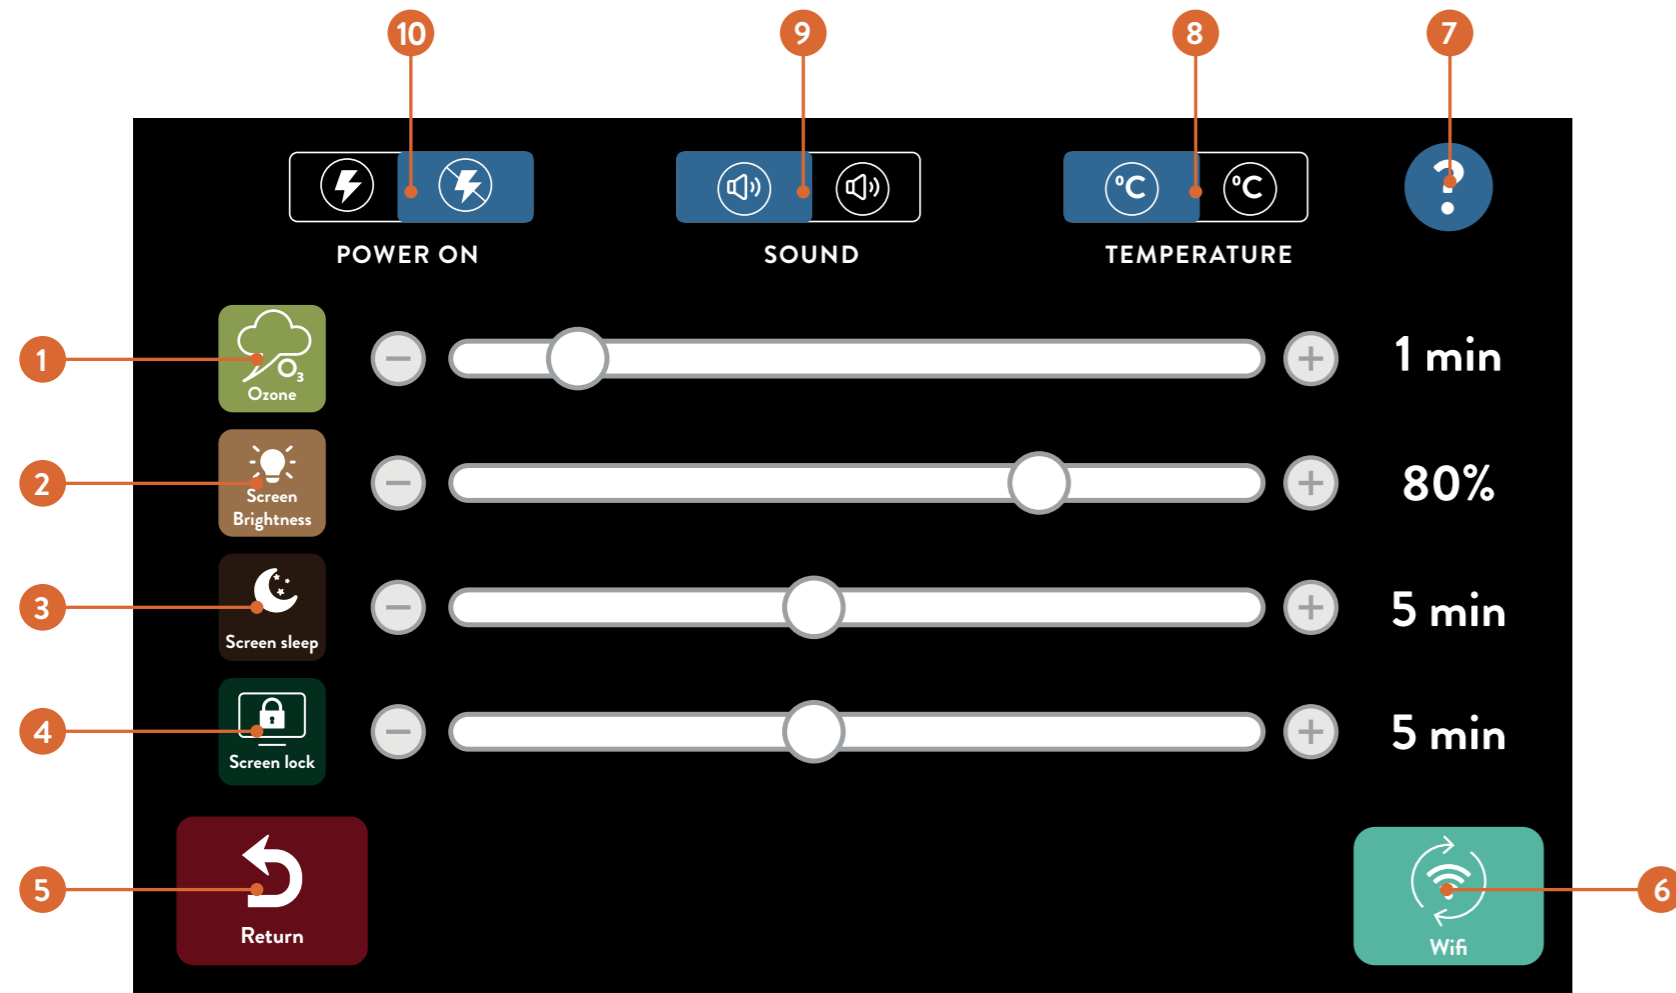 10
9
8
7
?
°C
°C
POWER ON
SOUND
TEMPERATURE
1
O₃
Ozone
1 min
2
Screen
Brightness
80%
3
Screen sleep
5 min
4
Screen lock
5 min
5
Return
6
Wifi